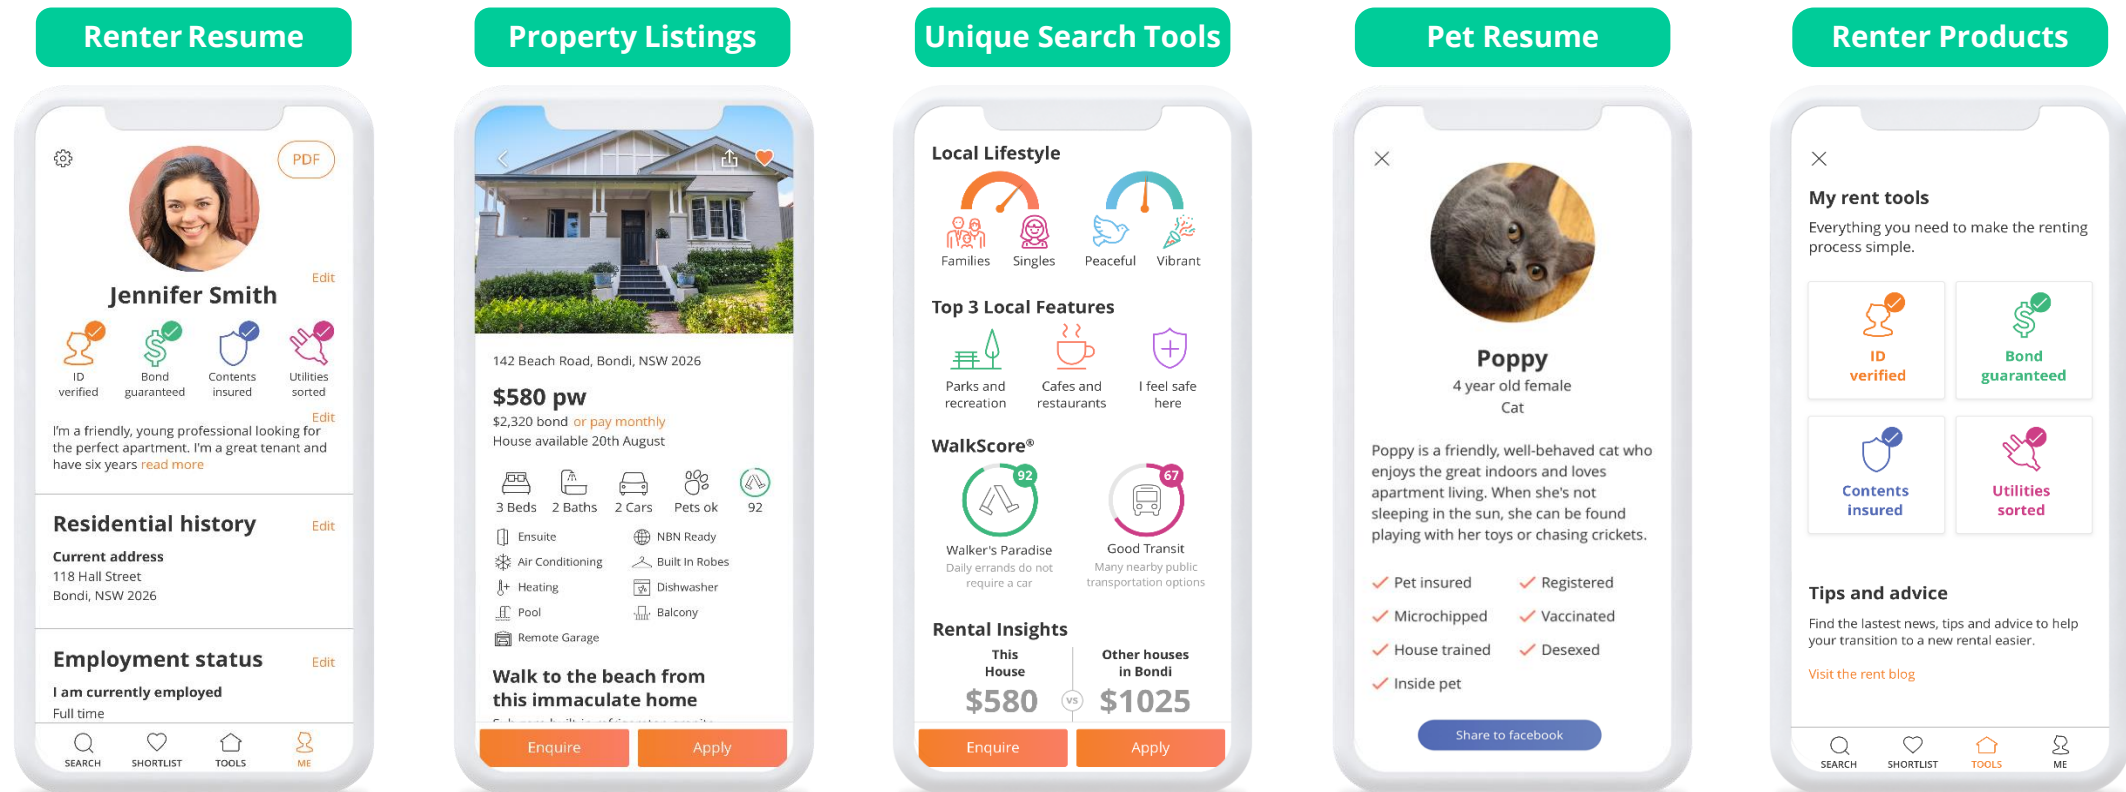 Renter Resume
PDF
Edit
Jennifer Smith
ID verified
Bond guaranteed
Contents insured
Utilities sorted
Edit
I'm a friendly, young professional looking for
the perfect apartment. I'm a great tenant and
have six years read more
Residential history
Edit
Current address
118 Hall Street
Bondi, NSW 2026
Employment status
Edit
I am currently employed
Full time
SEARCH SHORTLIST TOOLS ME
Property Listings
142 Beach Road, Bondi, NSW 2026
$580 pw
$2,320 bond or pay monthly
House available 20th August
3 Beds 2 Baths 2 Cars Pets ok 92
Ensuite NBN Ready
Air Conditioning Built In Robes
Heating Dishwasher
Pool Balcony
Remote Garage
Walk to the beach from
this immaculate home
Enquire Apply
Unique Search Tools
Local Lifestyle
Families Singles Peaceful Vibrant
Top 3 Local Features
Parks and recreation
Cafes and restaurants
I feel safe here
WalkScore®
92
67
Walker's Paradise
Daily errands do not
require a car
Good Transit
Many nearby public
transportation options
Rental Insights
This House
Other houses in Bondi
$580 vs $1025
Enquire Apply
Pet Resume
Poppy
4 year old female
Cat
Poppy is a friendly, well-behaved cat who
enjoys the great indoors and loves
apartment living. When she's not
sleeping in the sun, she can be found
playing with her toys or chasing crickets.
Pet insured Registered
Microchipped Vaccinated
House trained Desexed
Inside pet
Share to facebook
Renter Products
My rent tools
Everything you need to make the renting
process simple.
ID verified
Bond guaranteed
Contents insured
Utilities sorted
Tips and advice
Find the lastest news, tips and advice to help
your transition to a new rental easier.
Visit the rent blog
SEARCH SHORTLIST TOOLS ME